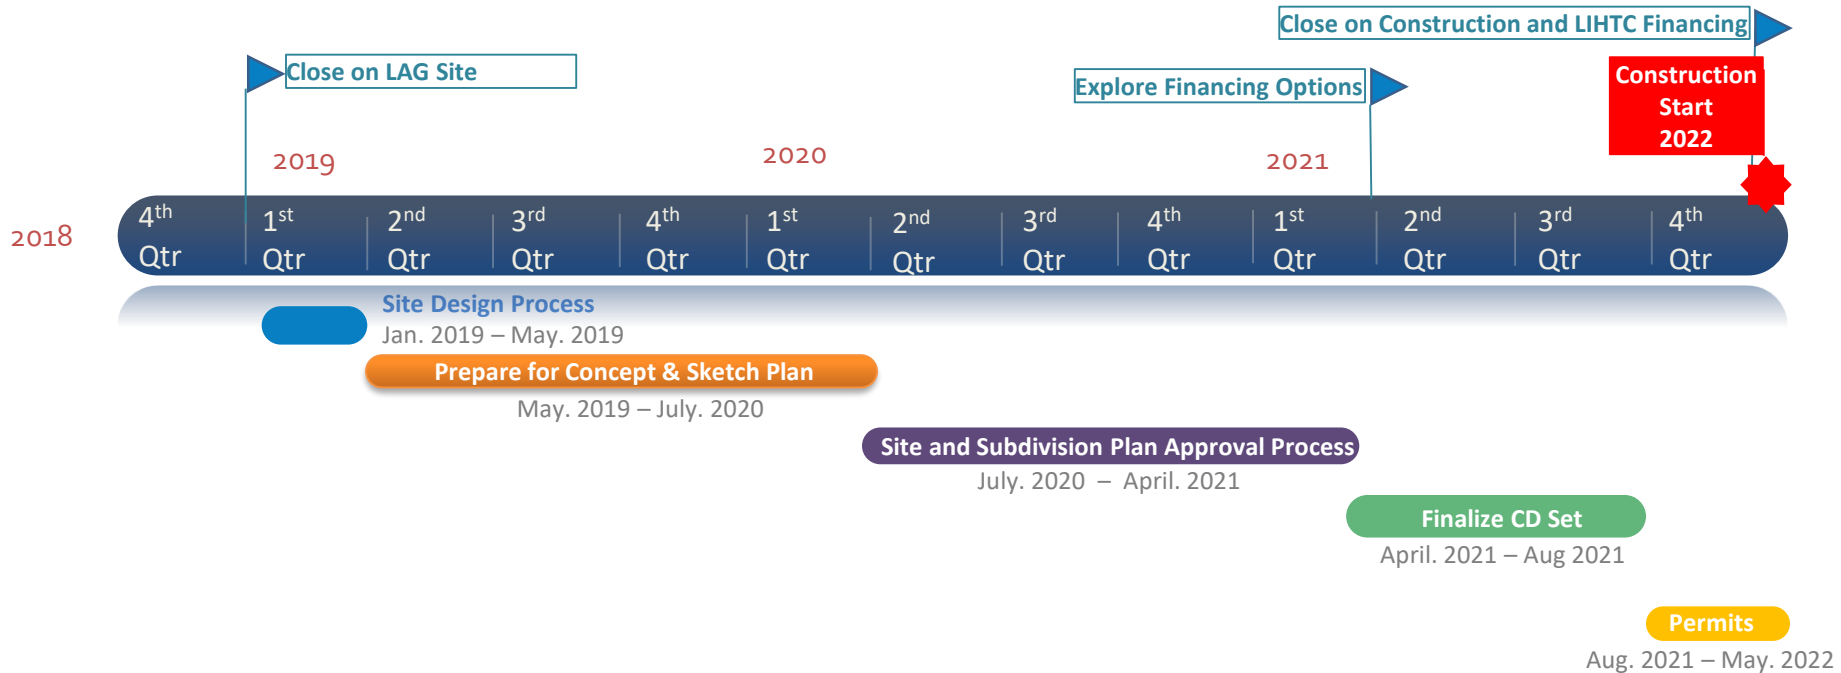 Close on Construction and LIHTC Financing
Close on LAG Site
Explore Financing Options
Construction
Start
2022
2019
2020
2021
2018
4th Qtr
1st Qtr
2nd Qtr
3rd Qtr
4th Qtr
1st Qtr
2nd Qtr
3rd Qtr
4th Qtr
1st Qtr
2nd Qtr
3rd Qtr
4th Qtr
Site Design Process
Jan. 2019 – May. 2019
Prepare for Concept & Sketch Plan
May. 2019 – July. 2020
Site and Subdivision Plan Approval Process
July. 2020 – April. 2021
Finalize CD Set
April. 2021 – Aug 2021
Permits
Aug. 2021 – May. 2022